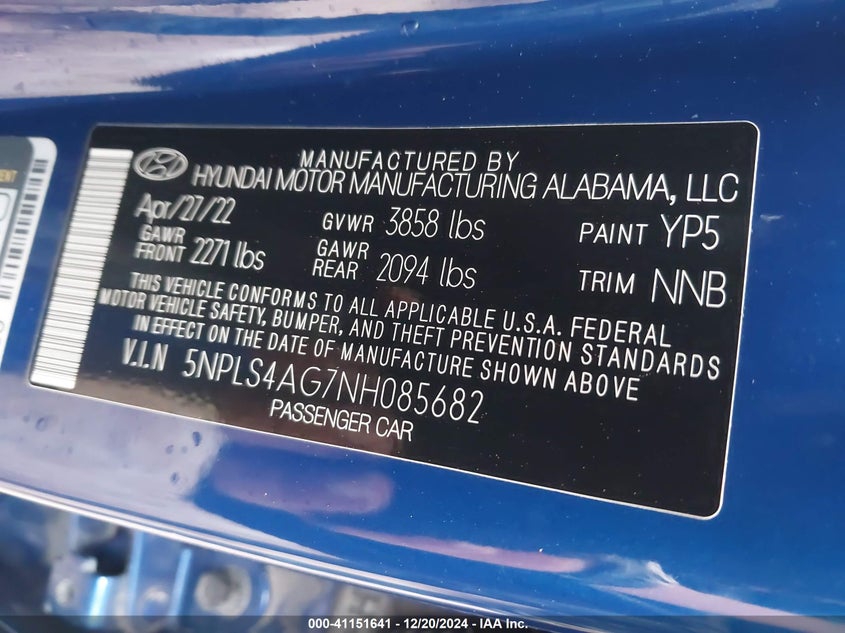 MANUFACTURED BY
HYUNDAI MOTOR MANUFACTURING ALABAMA, LLC
Apr/27/22 GVWR 3858 lbs PAINT YP5
GAWR FRONT 2271 lbs GAWR REAR 2094 lbs TRIM NNB
THIS VEHICLE CONFORMS TO ALL APPLICABLE U.S.A. FEDERAL
MOTOR VEHICLE SAFETY, BUMPER, AND THEFT PREVENTION STANDARDS
IN EFFECT ON THE DATE OF MANUFACTURE SHOWN ABOVE
V.I.N 5NPLS4AG7NH085682
PASSENGER CAR
000-41151641 - 12/20/2024 - IAA Inc.